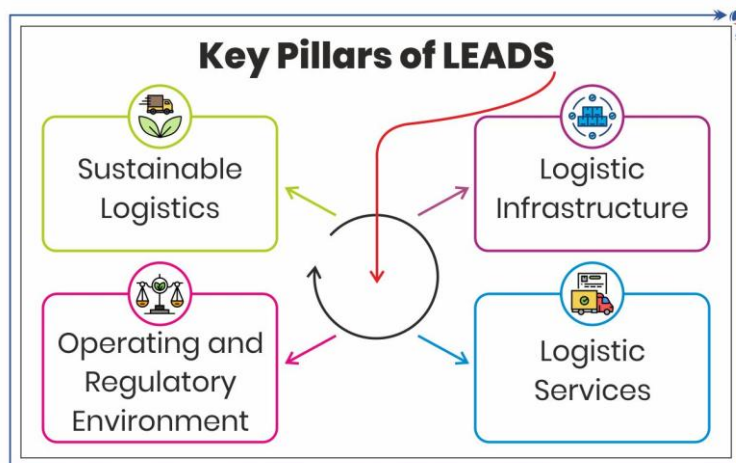 Key Pillars of LEADS
Sustainable
Logistics
Logistic
Infrastructure
Operating and
Regulatory
Environment
Logistic
Services